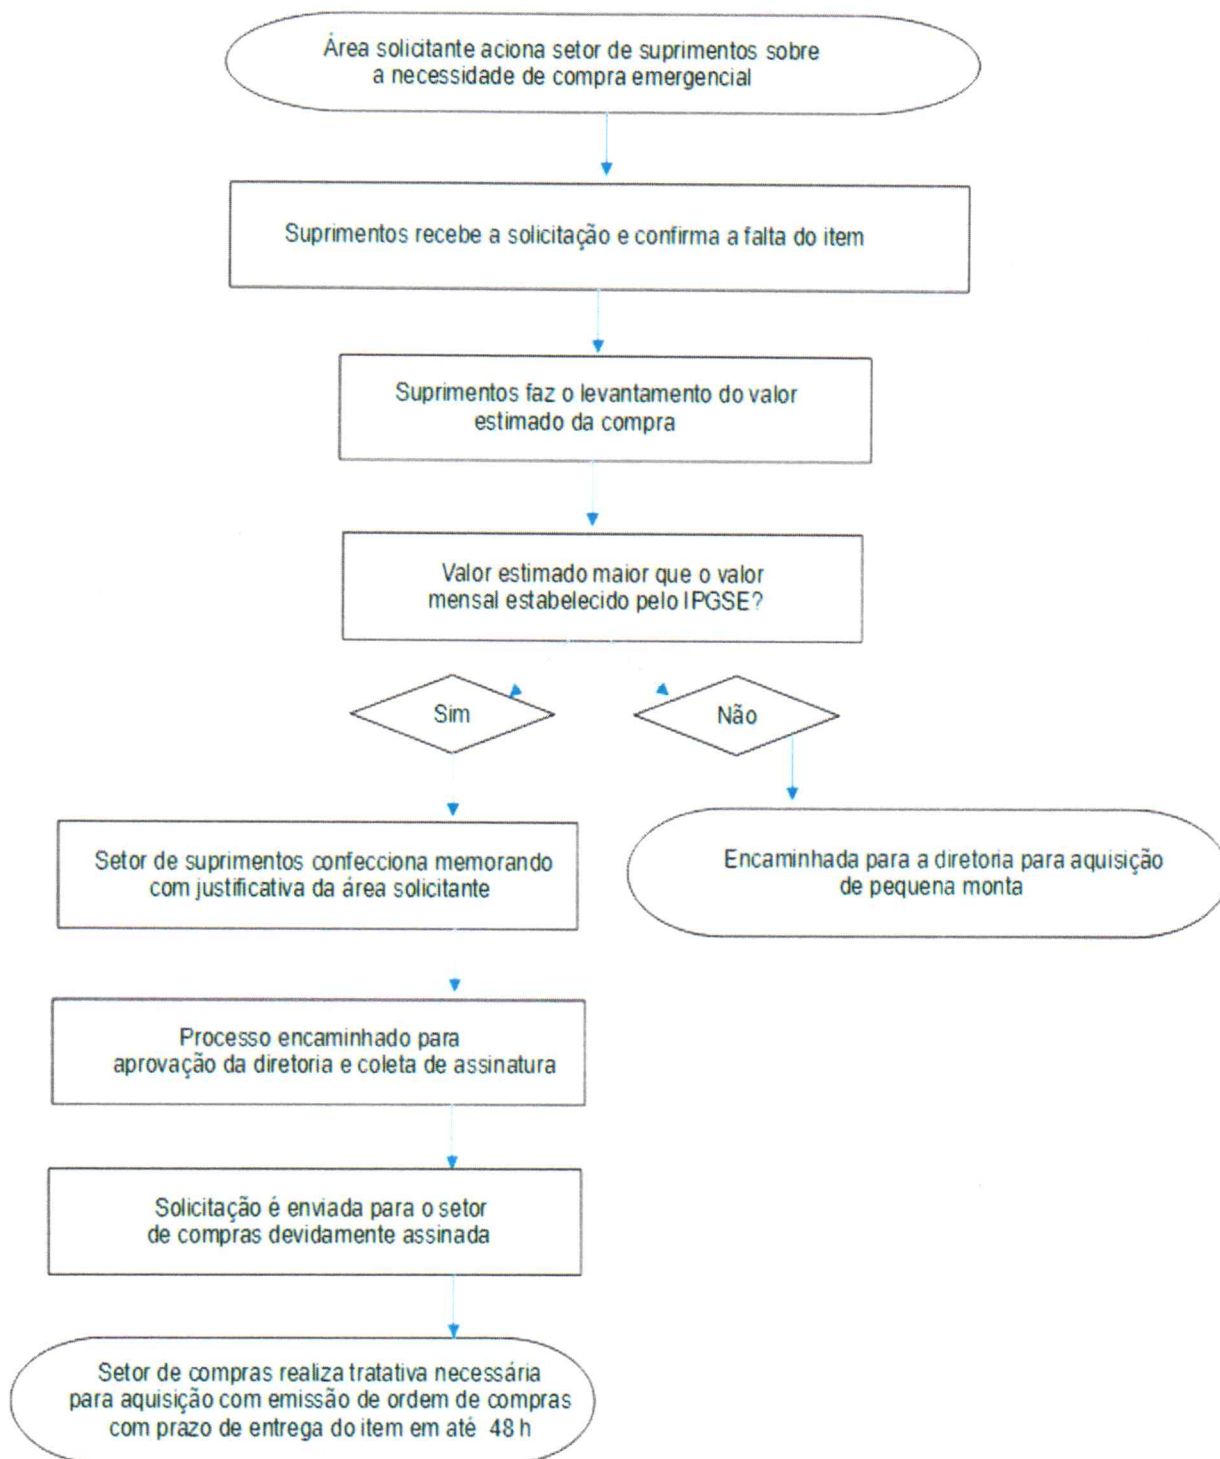 Área solicitante aciona setor de suprimentos sobre
a necessidade de compra emergencial
Suprimentos recebe a solicitação e confirma a falta do item
Suprimentos faz o levantamento do valor
estimado da compra
Valor estimado maior que o valor
mensal estabelecido pelo IPGSE?
Sim
Não
Setor de suprimentos confecciona memorando
com justificativa da área solicitante
Encaminhada para a diretoria para aquisição
de pequena monta
Processo encaminhado para
aprovação da diretoria e coleta de assinatura
Solicitação é enviada para o setor
de compras devidamente assinada
Setor de compras realiza tratativa necessária
para aquisição com emissão de ordem de compras
com prazo de entrega do item em até 48 h